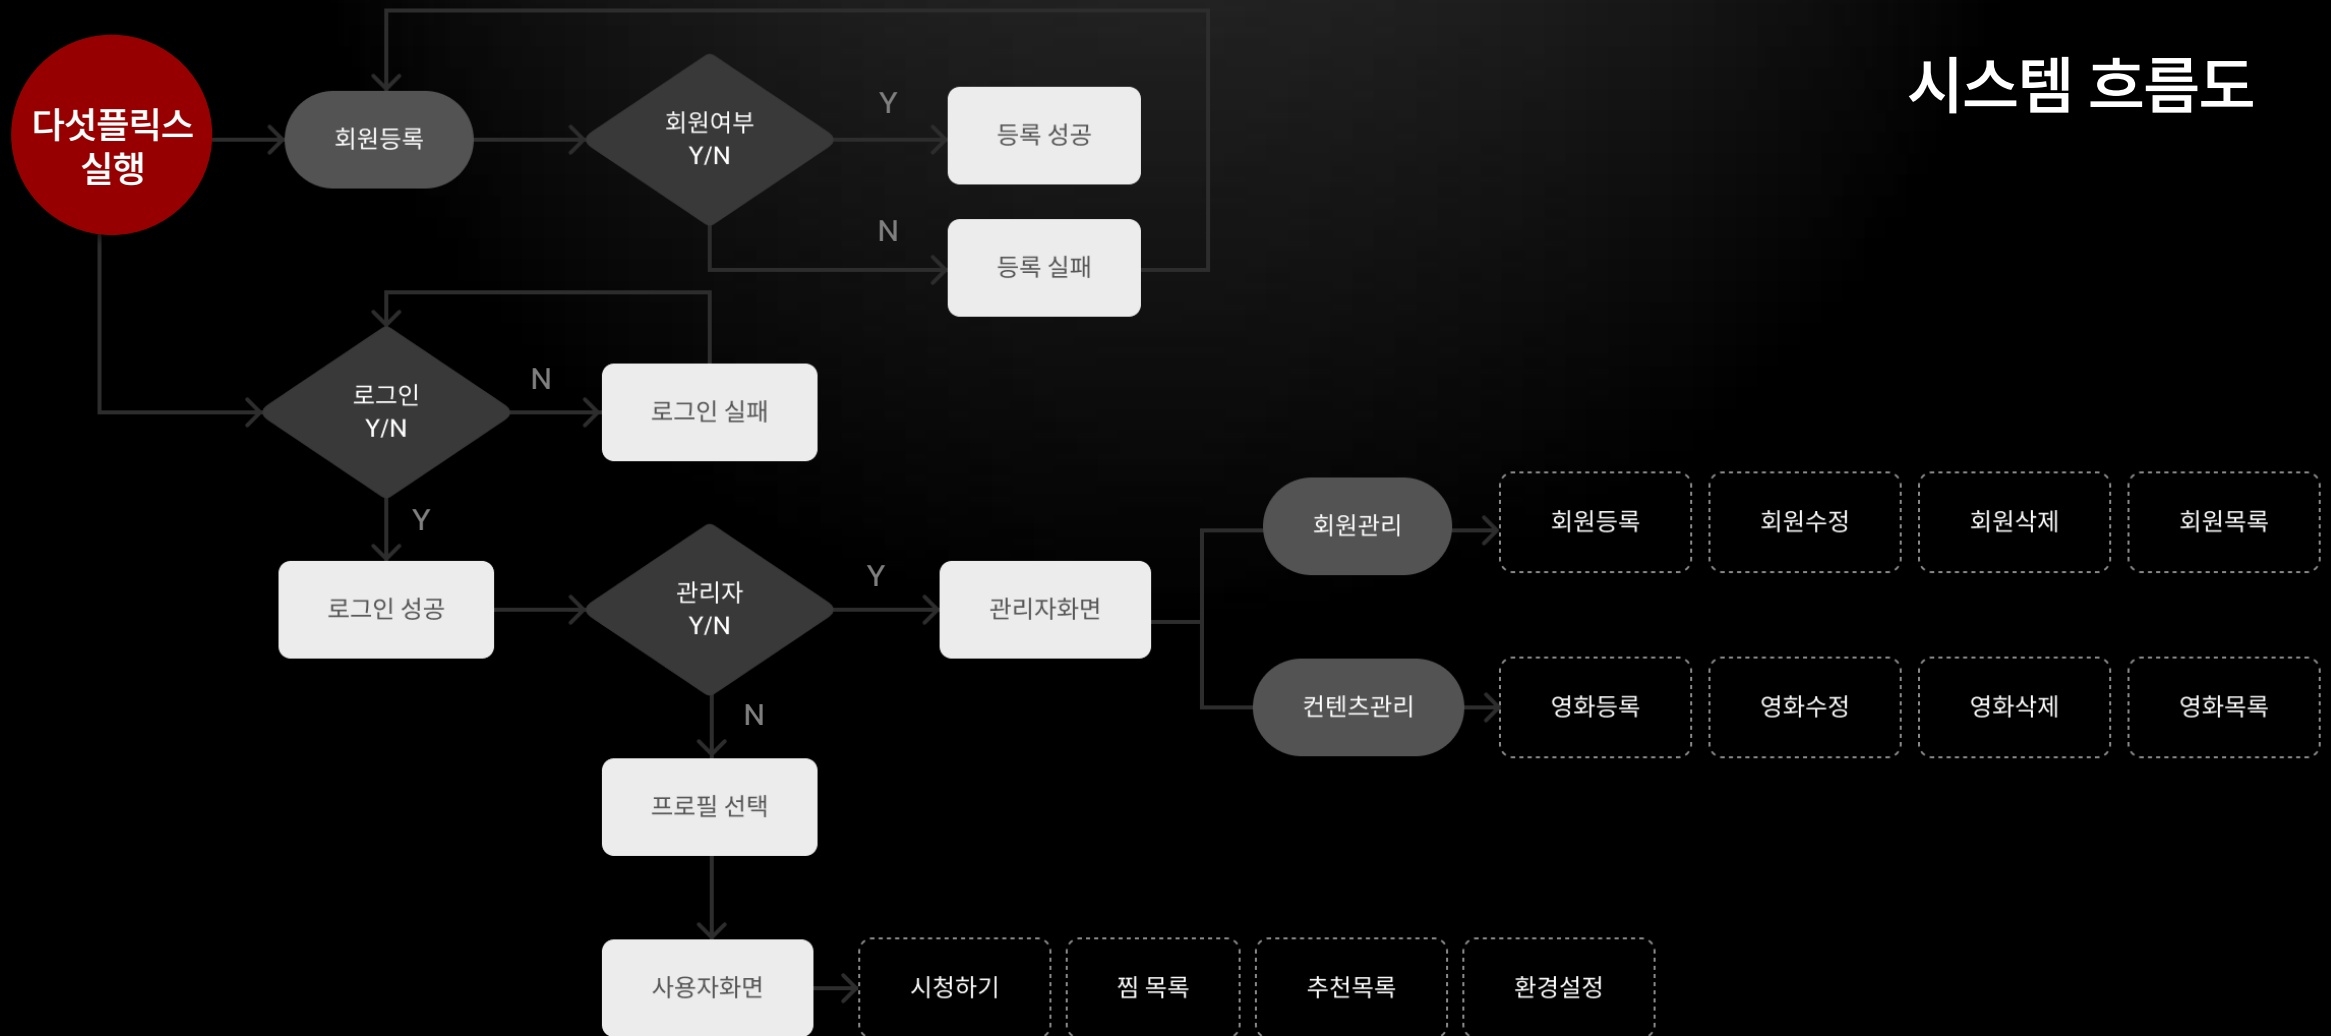 시스템 흐름도
다섯플릭스
실행
회원등록
회원여부
Y/N
Y
등록 성공
N
등록 실패
로그인
Y/N
N
로그인 실패
Y
로그인 성공
관리자
Y/N
Y
관리자화면
회원관리
회원등록
회원수정
회원삭제
회원목록
컨텐츠관리
영화등록
영화수정
영화삭제
영화목록
N
프로필 선택
사용자화면
시청하기
찜 목록
추천목록
환경설정